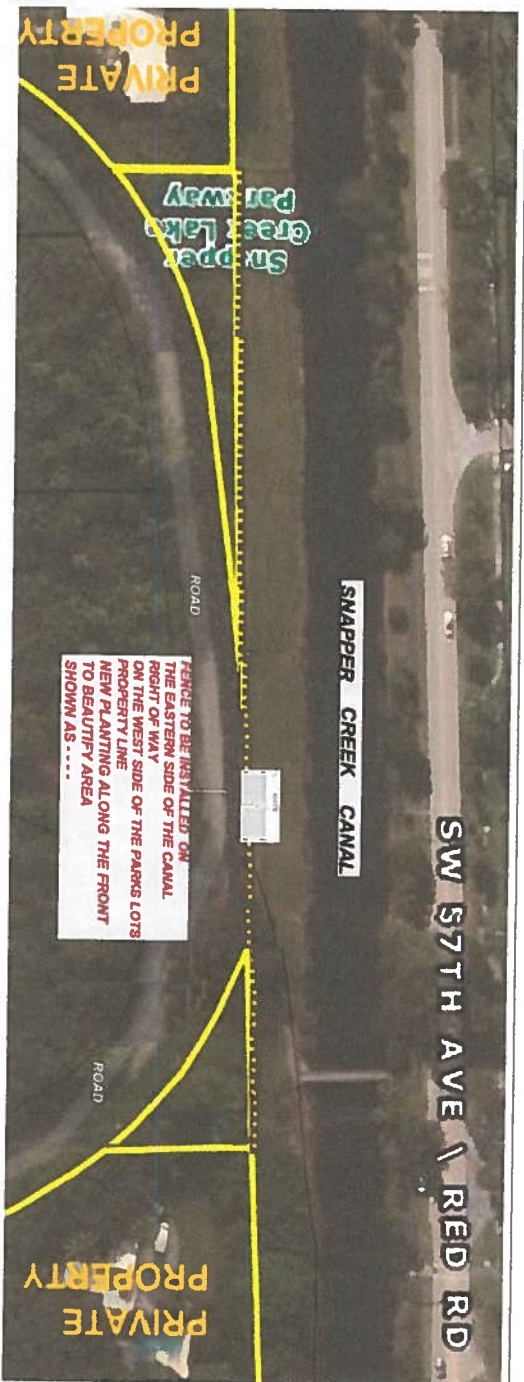 PRIVATE
PROPERTY
Snapper
Creek Lake
Parkway
SW 57TH AVE \ RED RD
SNAPPER CREEK CANAL
ROAD
FENCE TO BE INSTALLED ON
THE EASTERN SIDE OF THE CANAL
RIGHT OF WAY
ON THE WEST SIDE OF THE PARKS LOTS
PROPERTY LINE
NEW PLANTING ALONG THE FRONT
TO BEAUTIFY AREA
SHOWN AS - - - -
ROAD
PRIVATE
PROPERTY